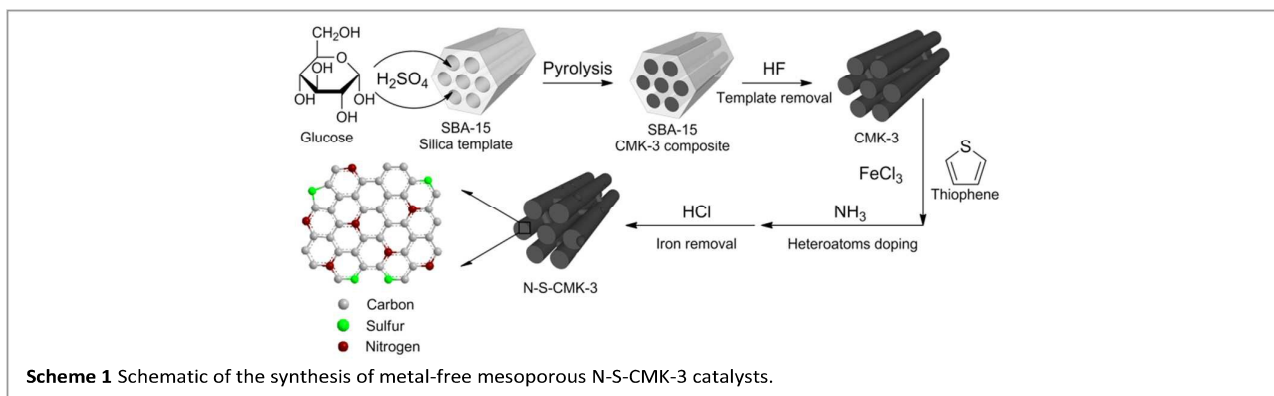 CH₂OH
O
OH
OH
OH
OH
Glucose
H₂SO₄
SBA-15
Silica template
Pyrolysis
SBA-15
CMK-3 composite
HF
Template removal
CMK-3
FeCl₃
S
Thiophene
NH₃
Heteroatoms doping
HCl
Iron removal
N-S-CMK-3
Carbon
Sulfur
Nitrogen
Scheme 1 Schematic of the synthesis of metal-free mesoporous N-S-CMK-3 catalysts.